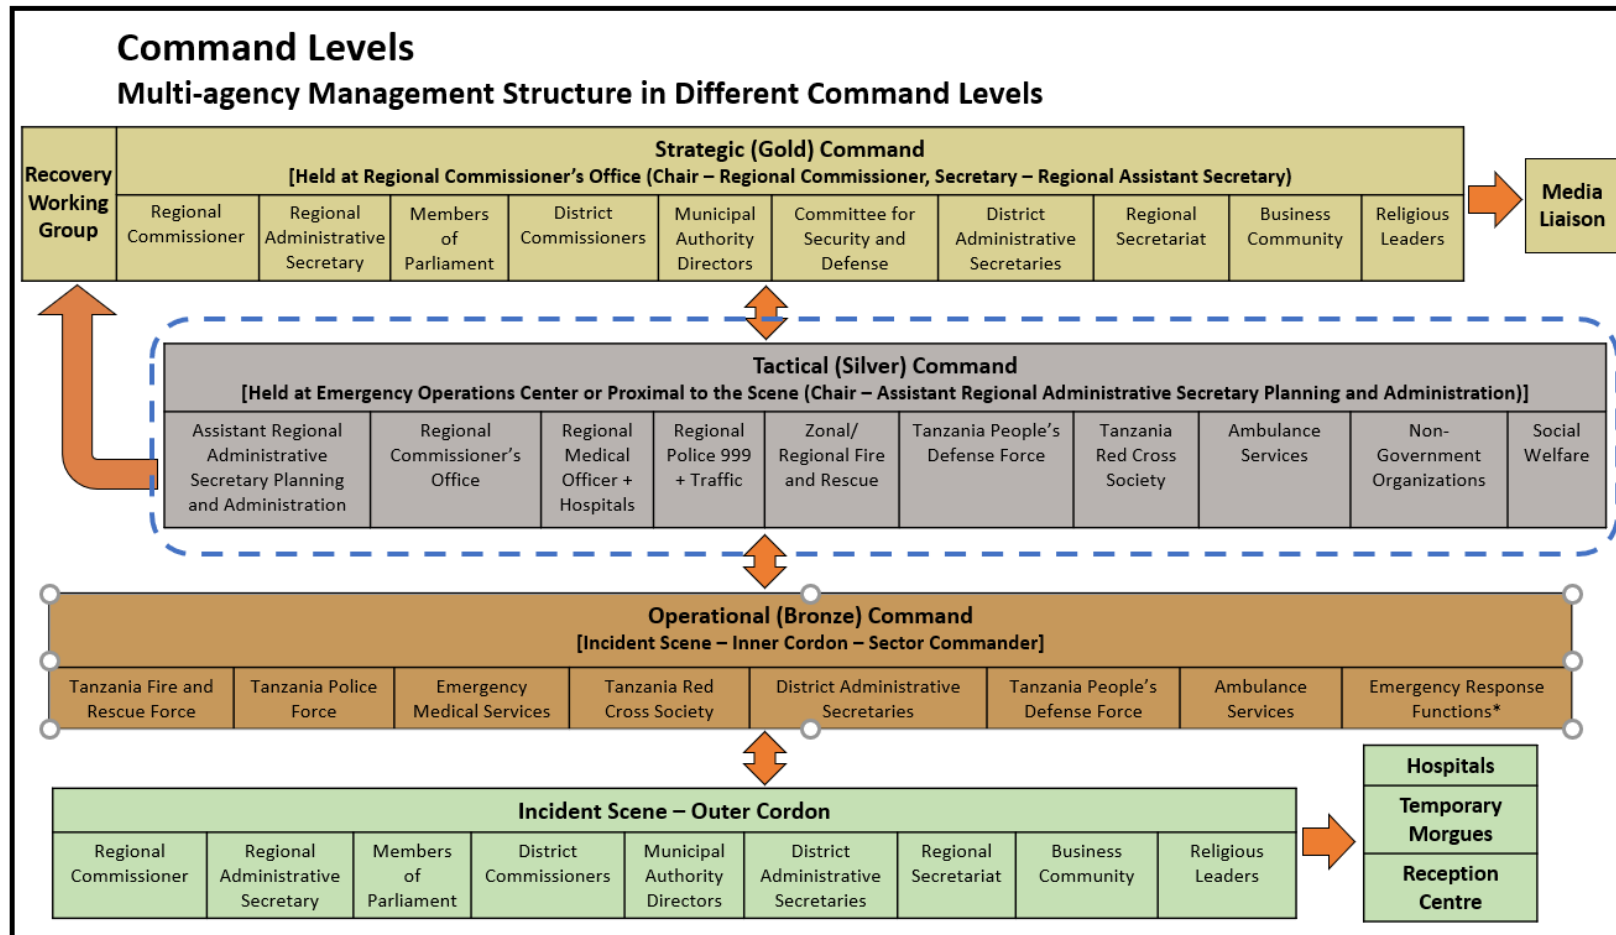 Command Levels
Multi-agency Management Structure in Different Command Levels
Recovery
Working
Group
Strategic (Gold) Command
[Held at Regional Commissioner's Office (Chair – Regional Commissioner, Secretary – Regional Assistant Secretary)
Regional
Commissioner
Regional
Administrative
Secretary
Members
of
Parliament
District
Commissioners
Municipal
Authority
Directors
Committee for
Security and
Defense
District
Administrative
Secretaries
Regional
Secretariat
Business
Community
Religious
Leaders
Media
Liaison
Tactical (Silver) Command
[Held at Emergency Operations Center or Proximal to the Scene (Chair – Assistant Regional Administrative Secretary Planning and Administration)]
Assistant Regional
Administrative
Secretary Planning
and Administration
Regional
Commissioner's
Office
Regional
Medical
Officer +
Hospitals
Regional
Police 999
+ Traffic
Zonal/
Regional Fire
and Rescue
Tanzania People's
Defense Force
Tanzania
Red Cross
Society
Ambulance
Services
Non-
Government
Organizations
Social
Welfare
Operational (Bronze) Command
[Incident Scene – Inner Cordon – Sector Commander]
Tanzania Fire and
Rescue Force
Tanzania Police
Force
Emergency
Medical Services
Tanzania Red
Cross Society
District Administrative
Secretaries
Tanzania People's
Defense Force
Ambulance
Services
Emergency Response
Functions*
Incident Scene – Outer Cordon
Regional
Commissioner
Regional
Administrative
Secretary
Members
of
Parliament
District
Commissioners
Municipal
Authority
Directors
District
Administrative
Secretaries
Regional
Secretariat
Business
Community
Religious
Leaders
Hospitals
Temporary
Morgues
Reception
Centre